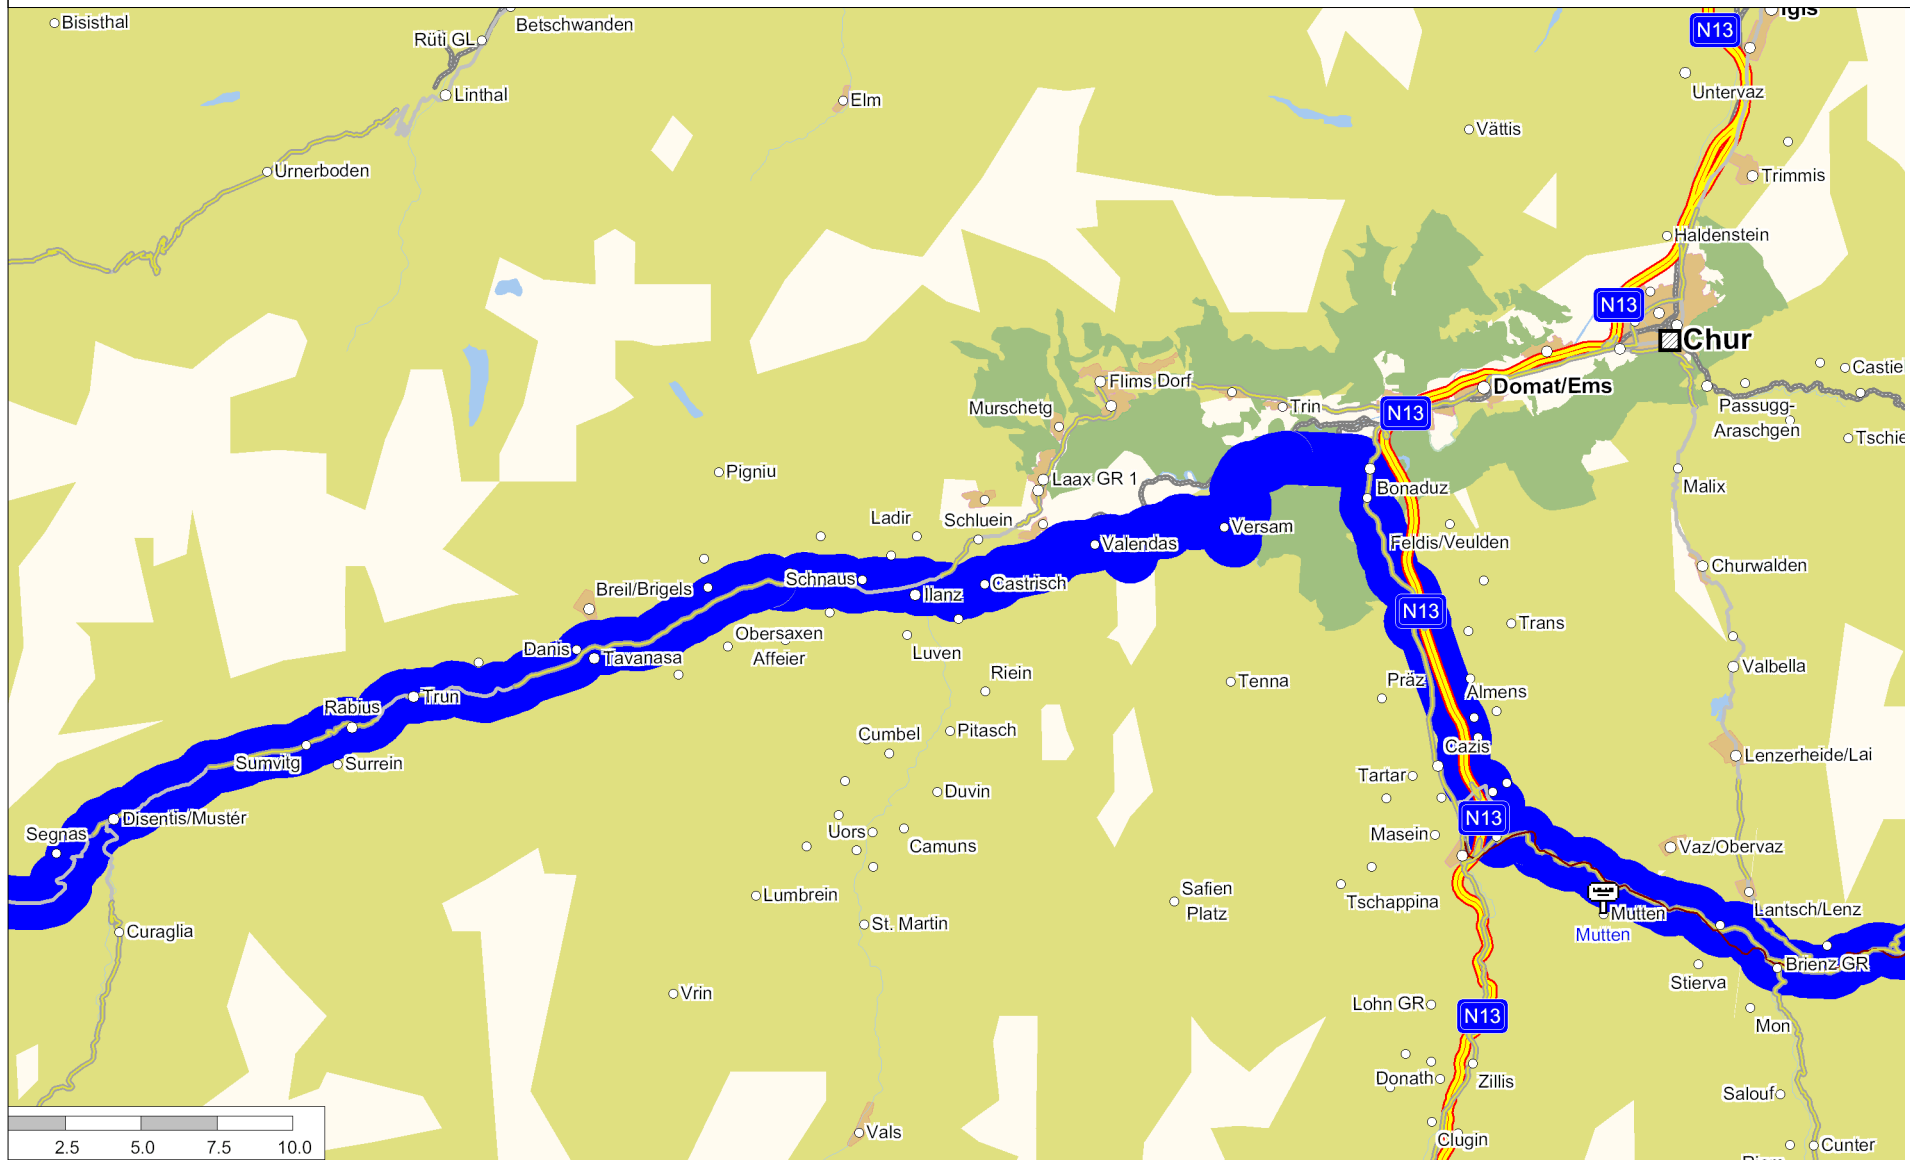 Bisisthal
Betschwanden
Rüti GL
Linthal
Elm
Urnerboden
N13
Igis
Untervaz
Vättis
Trimmis
Haldenstein
N13
Chur
Flims Dorf
Domat/Ems
Castiel
Murschetg
Trin
N13
Passugg-
Araschgen
Pigniu
Laax GR 1
Bonaduz
Malix
Ladir
Schluein
Versam
Valendas
Feldis/Veulden
Churwalden
Breil/Brigels
Schnaus
Ilanz
Castrisch
N13
Trans
Obersaxen
Affeier
Danis
Tavanasa
Luven
Riein
Tenna
Valbella
Präz
Almens
Rabius
Trun
Cumbel
Pitasch
Cazis
Sumvitg
Surrein
Tartar
Lenzerheide/Lai
Duvin
Segnas
Disentis/Mustér
Uors
Camuns
Masein
N13
Vaz/Obervaz
Lumbrein
Safien
Platz
Tschappina
Mutten
Mutten
Lantsch/Lenz
Curaglia
St. Martin
Brienz GR
Stierva
Vrin
Lohn GR
N13
Mon
Donath
Zillis
Salouf
Vals
Clugin
Cunter
2.5
5.0
7.5
10.0